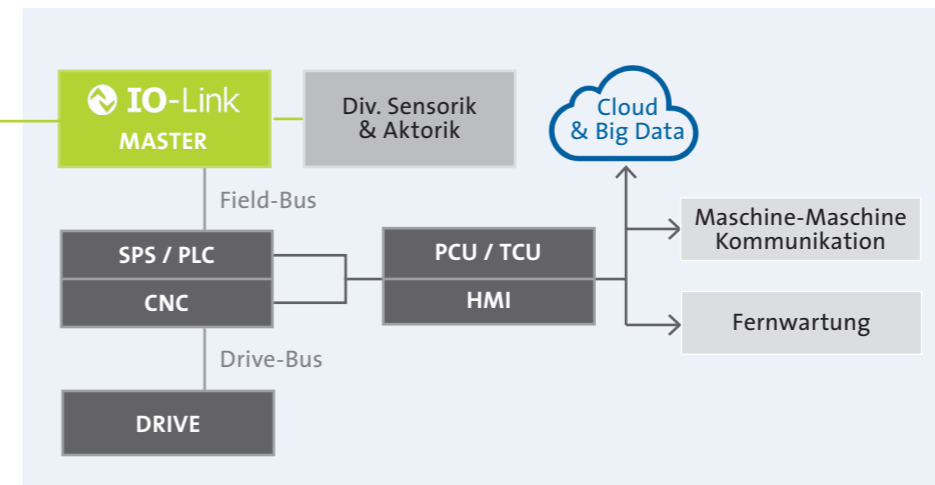 IO-Link
MASTER
Div. Sensorik
& Aktorik
Cloud
& Big Data
Field-Bus
SPS / PLC
CNC
PCU / TCU
HMI
Maschine-Maschine
Kommunikation
Fernwartung
Drive-Bus
DRIVE